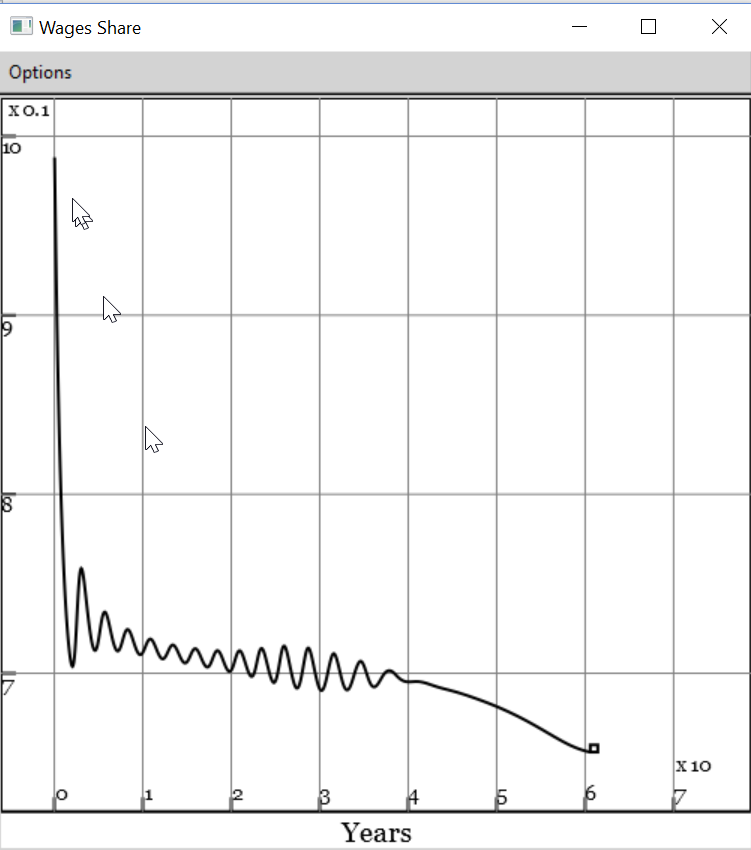 Wages Share
Options
x 0.1
10
9
8
7
x 10
0 1 2 3 4 5 6 7
Years